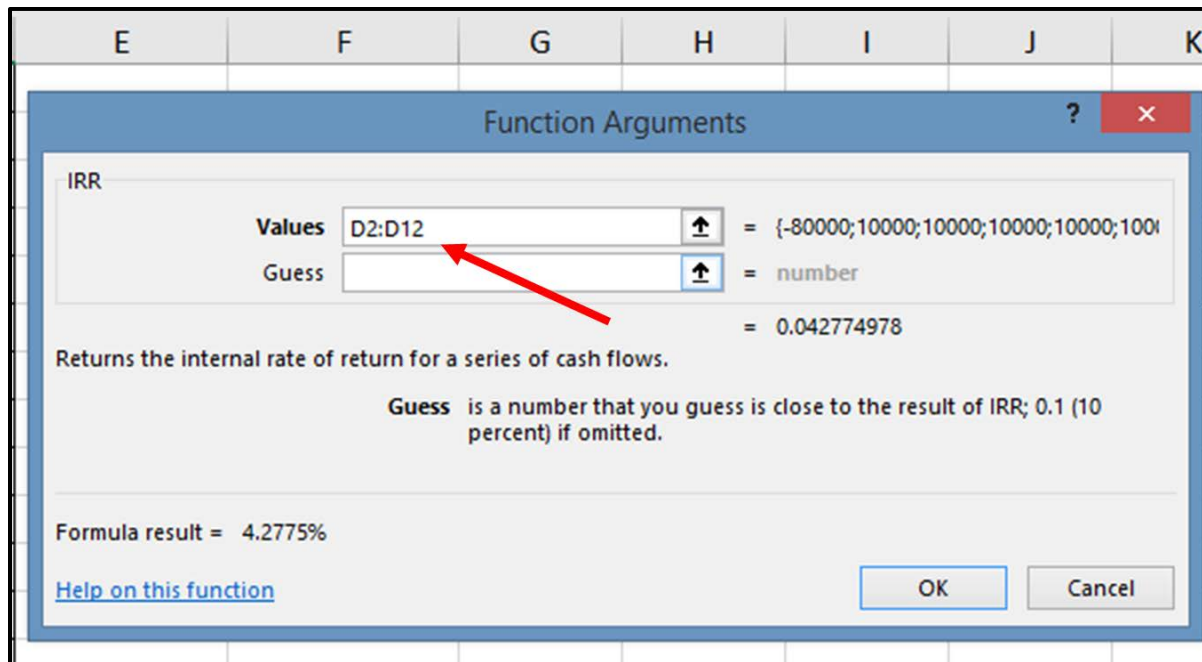 E F G H I J K
Function Arguments ? ×
IRR
Values D2:D12 = {-80000;10000;10000;10000;10000;100
Guess = number
= 0.042774978
Returns the internal rate of return for a series of cash flows.
Guess is a number that you guess is close to the result of IRR; 0.1 (10
percent) if omitted.
Formula result = 4.2775%
Help on this function
OK Cancel